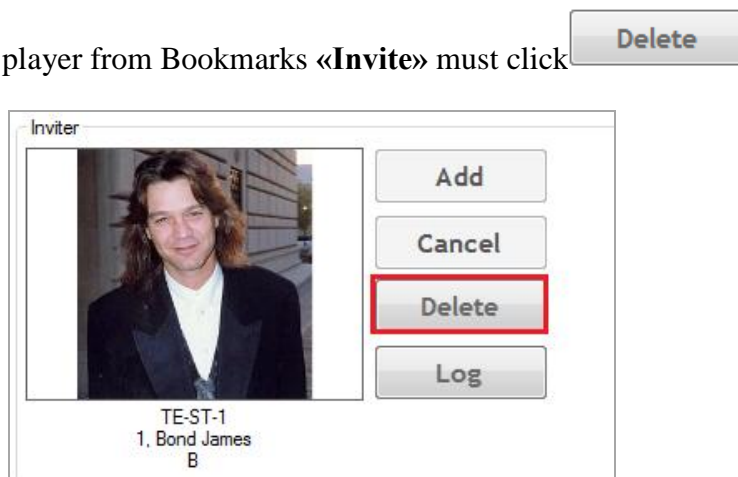 Delete
player from Bookmarks «Invite» must click
Inviter
Add
Cancel
Delete
Log
TE-ST-1
1, Bond James
B